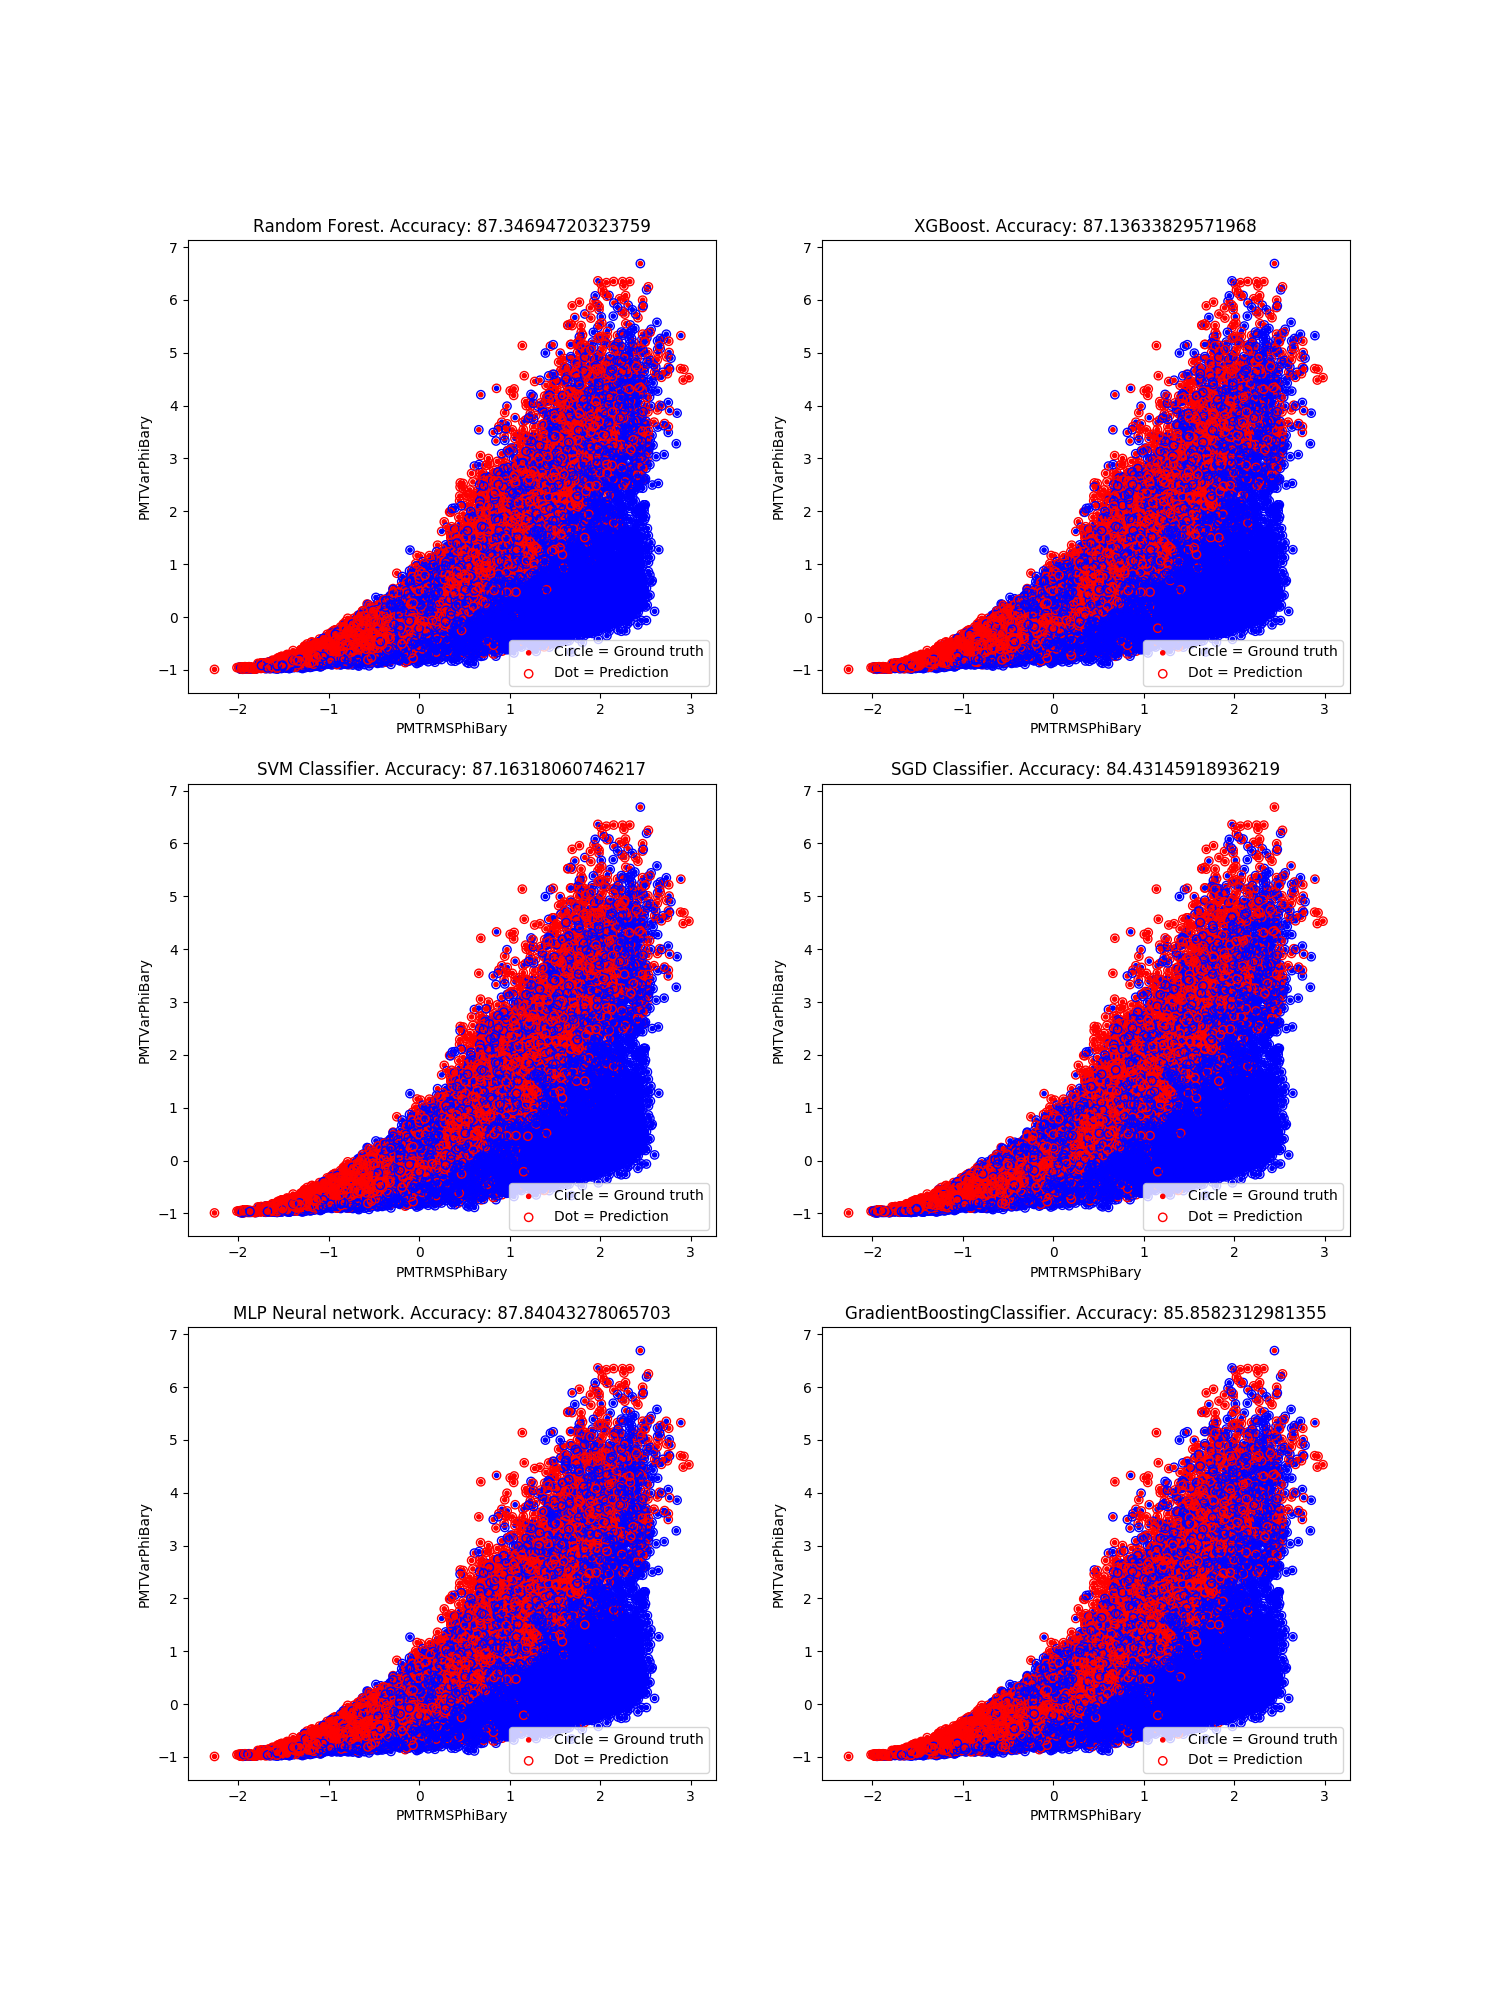 Random Forest. Accuracy: 87.34694720323759
7
6
5
4
3
2
1
0
−1
PMTVarPhiBary
Circle = Ground truth
Dot = Prediction
−2 −1 0 1 2 3
PMTRMSPhiBary
XGBoost. Accuracy: 87.13633829571968
7
6
5
4
3
2
1
0
−1
PMTVarPhiBary
Circle = Ground truth
Dot = Prediction
−2 −1 0 1 2 3
PMTRMSPhiBary
SVM Classifier. Accuracy: 87.16318060746217
7
6
5
4
3
2
1
0
−1
PMTVarPhiBary
Circle = Ground truth
Dot = Prediction
−2 −1 0 1 2 3
PMTRMSPhiBary
SGD Classifier. Accuracy: 84.43145918936219
7
6
5
4
3
2
1
0
−1
PMTVarPhiBary
Circle = Ground truth
Dot = Prediction
−2 −1 0 1 2 3
PMTRMSPhiBary
MLP Neural network. Accuracy: 87.84043278065703
7
6
5
4
3
2
1
0
−1
PMTVarPhiBary
Circle = Ground truth
Dot = Prediction
−2 −1 0 1 2 3
PMTRMSPhiBary
GradientBoostingClassifier. Accuracy: 85.8582312981355
7
6
5
4
3
2
1
0
−1
PMTVarPhiBary
Circle = Ground truth
Dot = Prediction
−2 −1 0 1 2 3
PMTRMSPhiBary